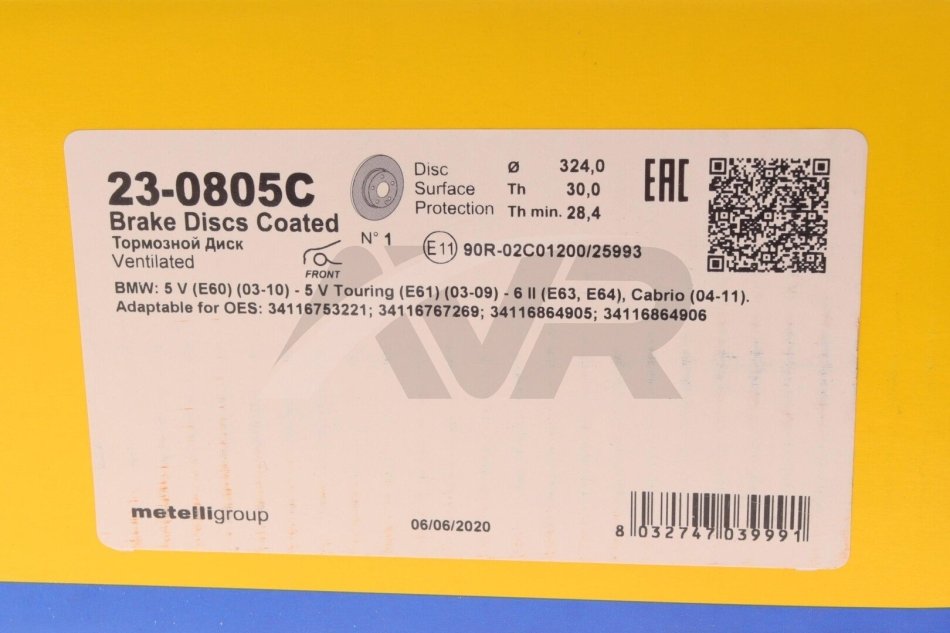 23-0805C
Brake Discs Coated
Тормозной Диск
Ventilated
N° 1
FRONT
Disc
Surface
Protection
Ø 324,0
Th 30,0
Th min. 28,4
E11 90R-02C01200/25993
EAC
BMW: 5 V (E60) (03-10) - 5 V Touring (E61) (03-09) - 6 II (E63, E64), Cabrio (04-11).
Adaptable for OES: 34116753221; 34116767269; 34116864905; 34116864906
AVR
metelligroup
06/06/2020
8 032747 039991